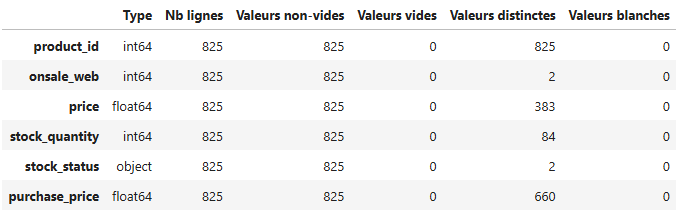 Type Nb lignes Valeurs non-vides Valeurs vides Valeurs distinctes Valeurs blanches
product_id int64 825 825 0 825 0
onsale_web int64 825 825 0 2 0
price float64 825 825 0 383 0
stock_quantity int64 825 825 0 84 0
stock_status object 825 825 0 2 0
purchase_price float64 825 825 0 660 0